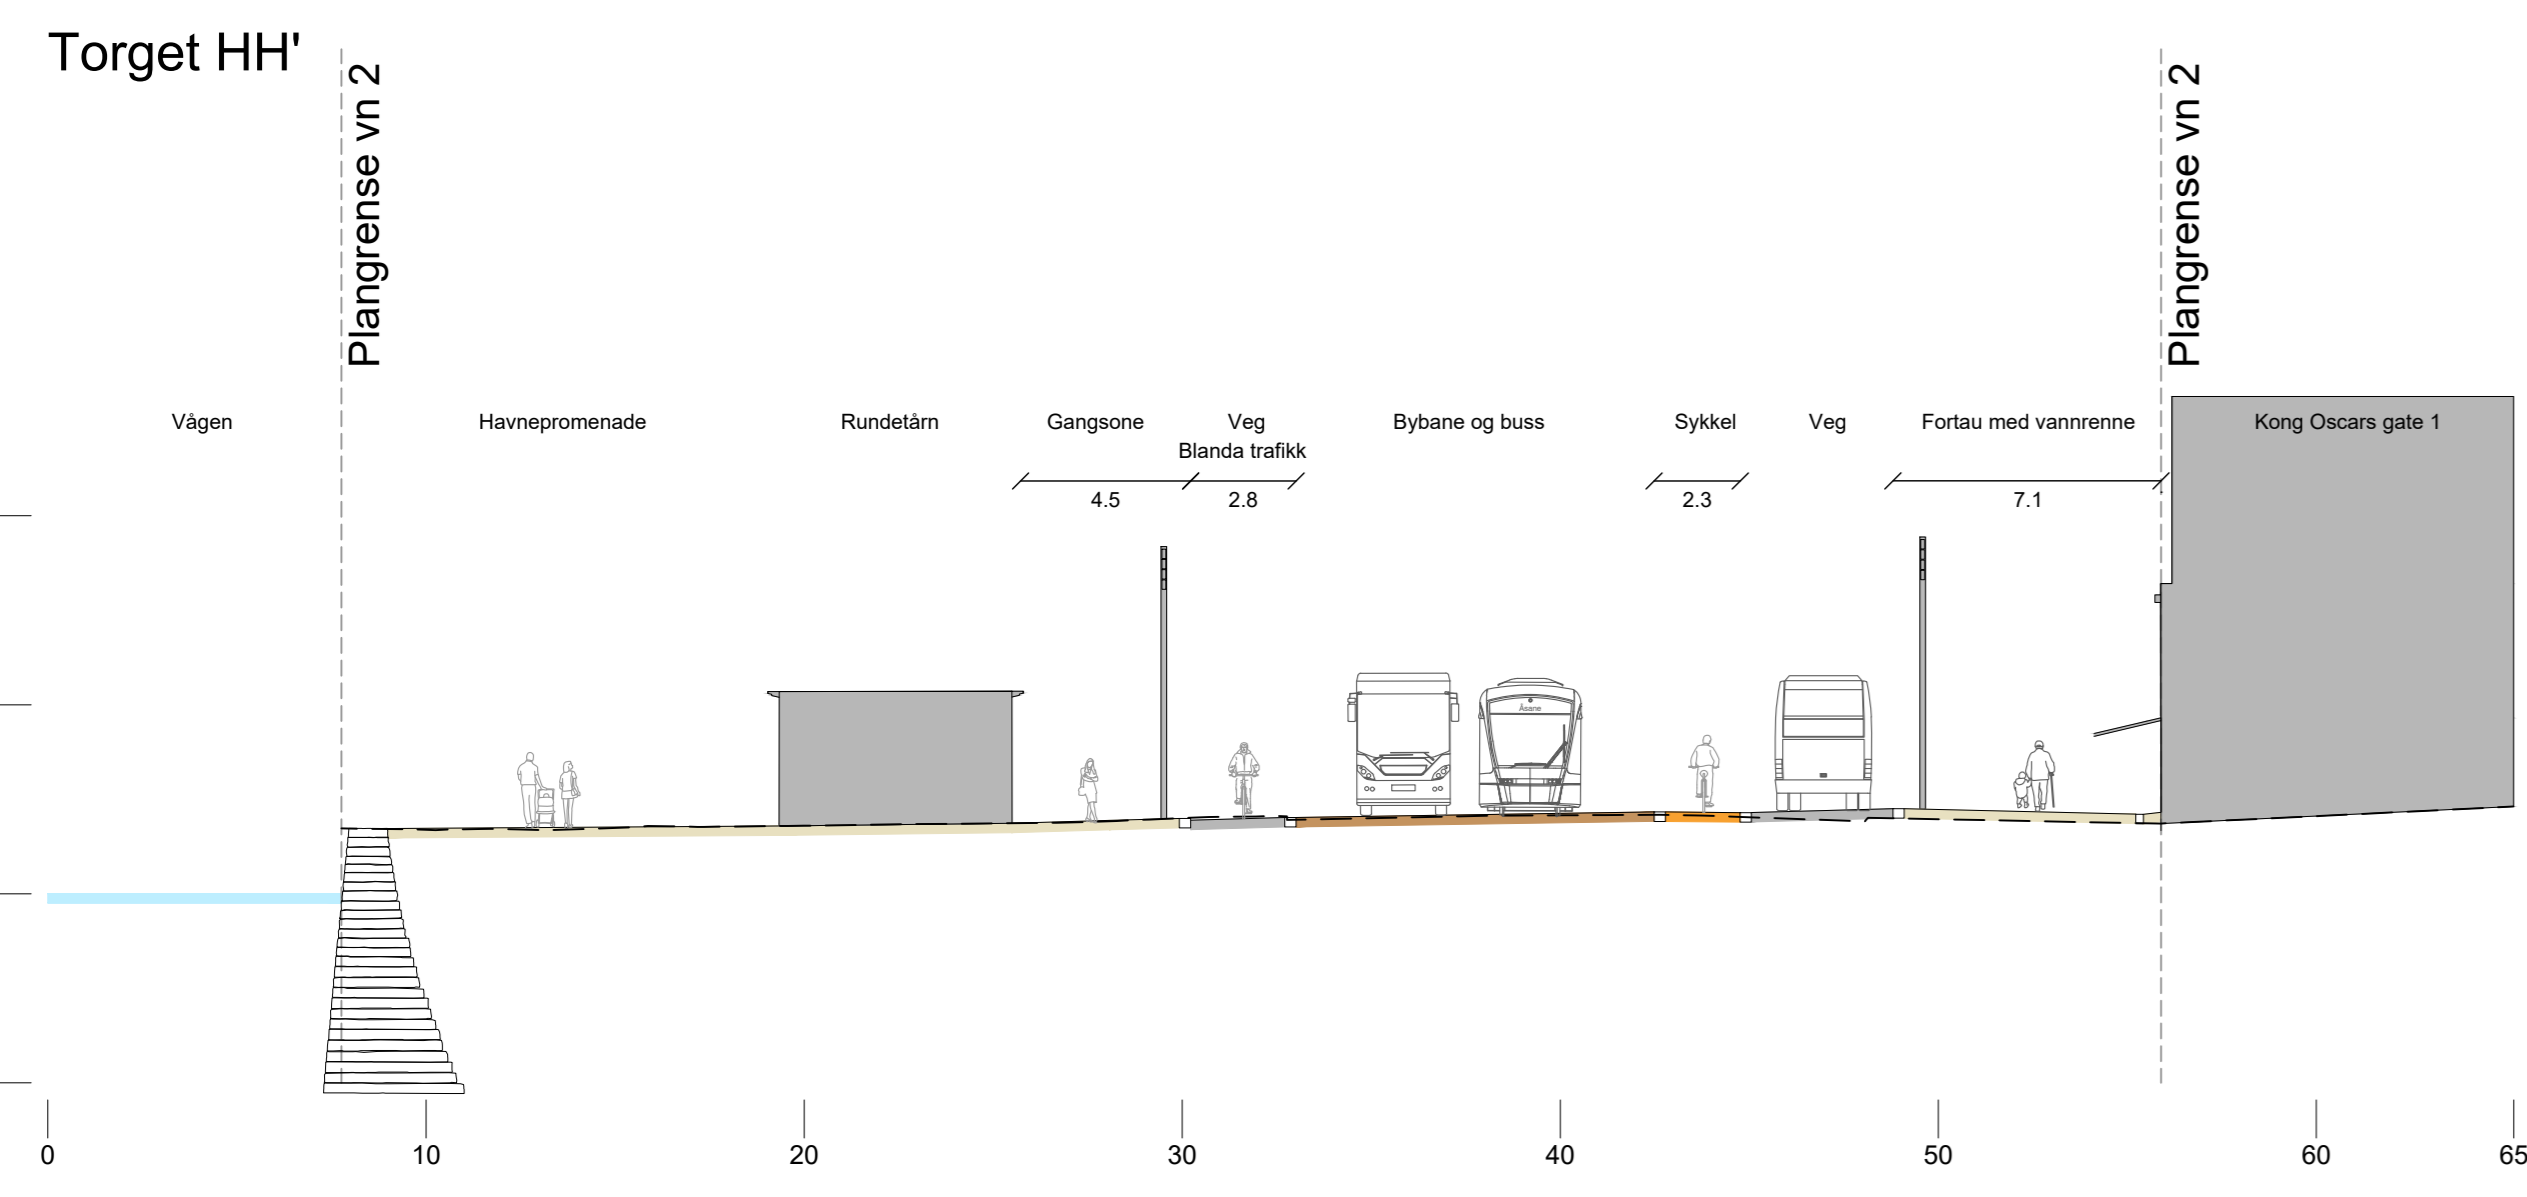 Torget HH'
Plangrense vn 2
Plangrense vn 2
Vågen
Havnepromenade
Rundetårn
Gangsone
Veg
Blanda trafikk
Bybane og buss
Sykkel
Veg
Fortau med vannrenne
Kong Oscars gate 1
4.5
2.8
2.3
7.1
Åsane
0
10
20
30
40
50
60
65